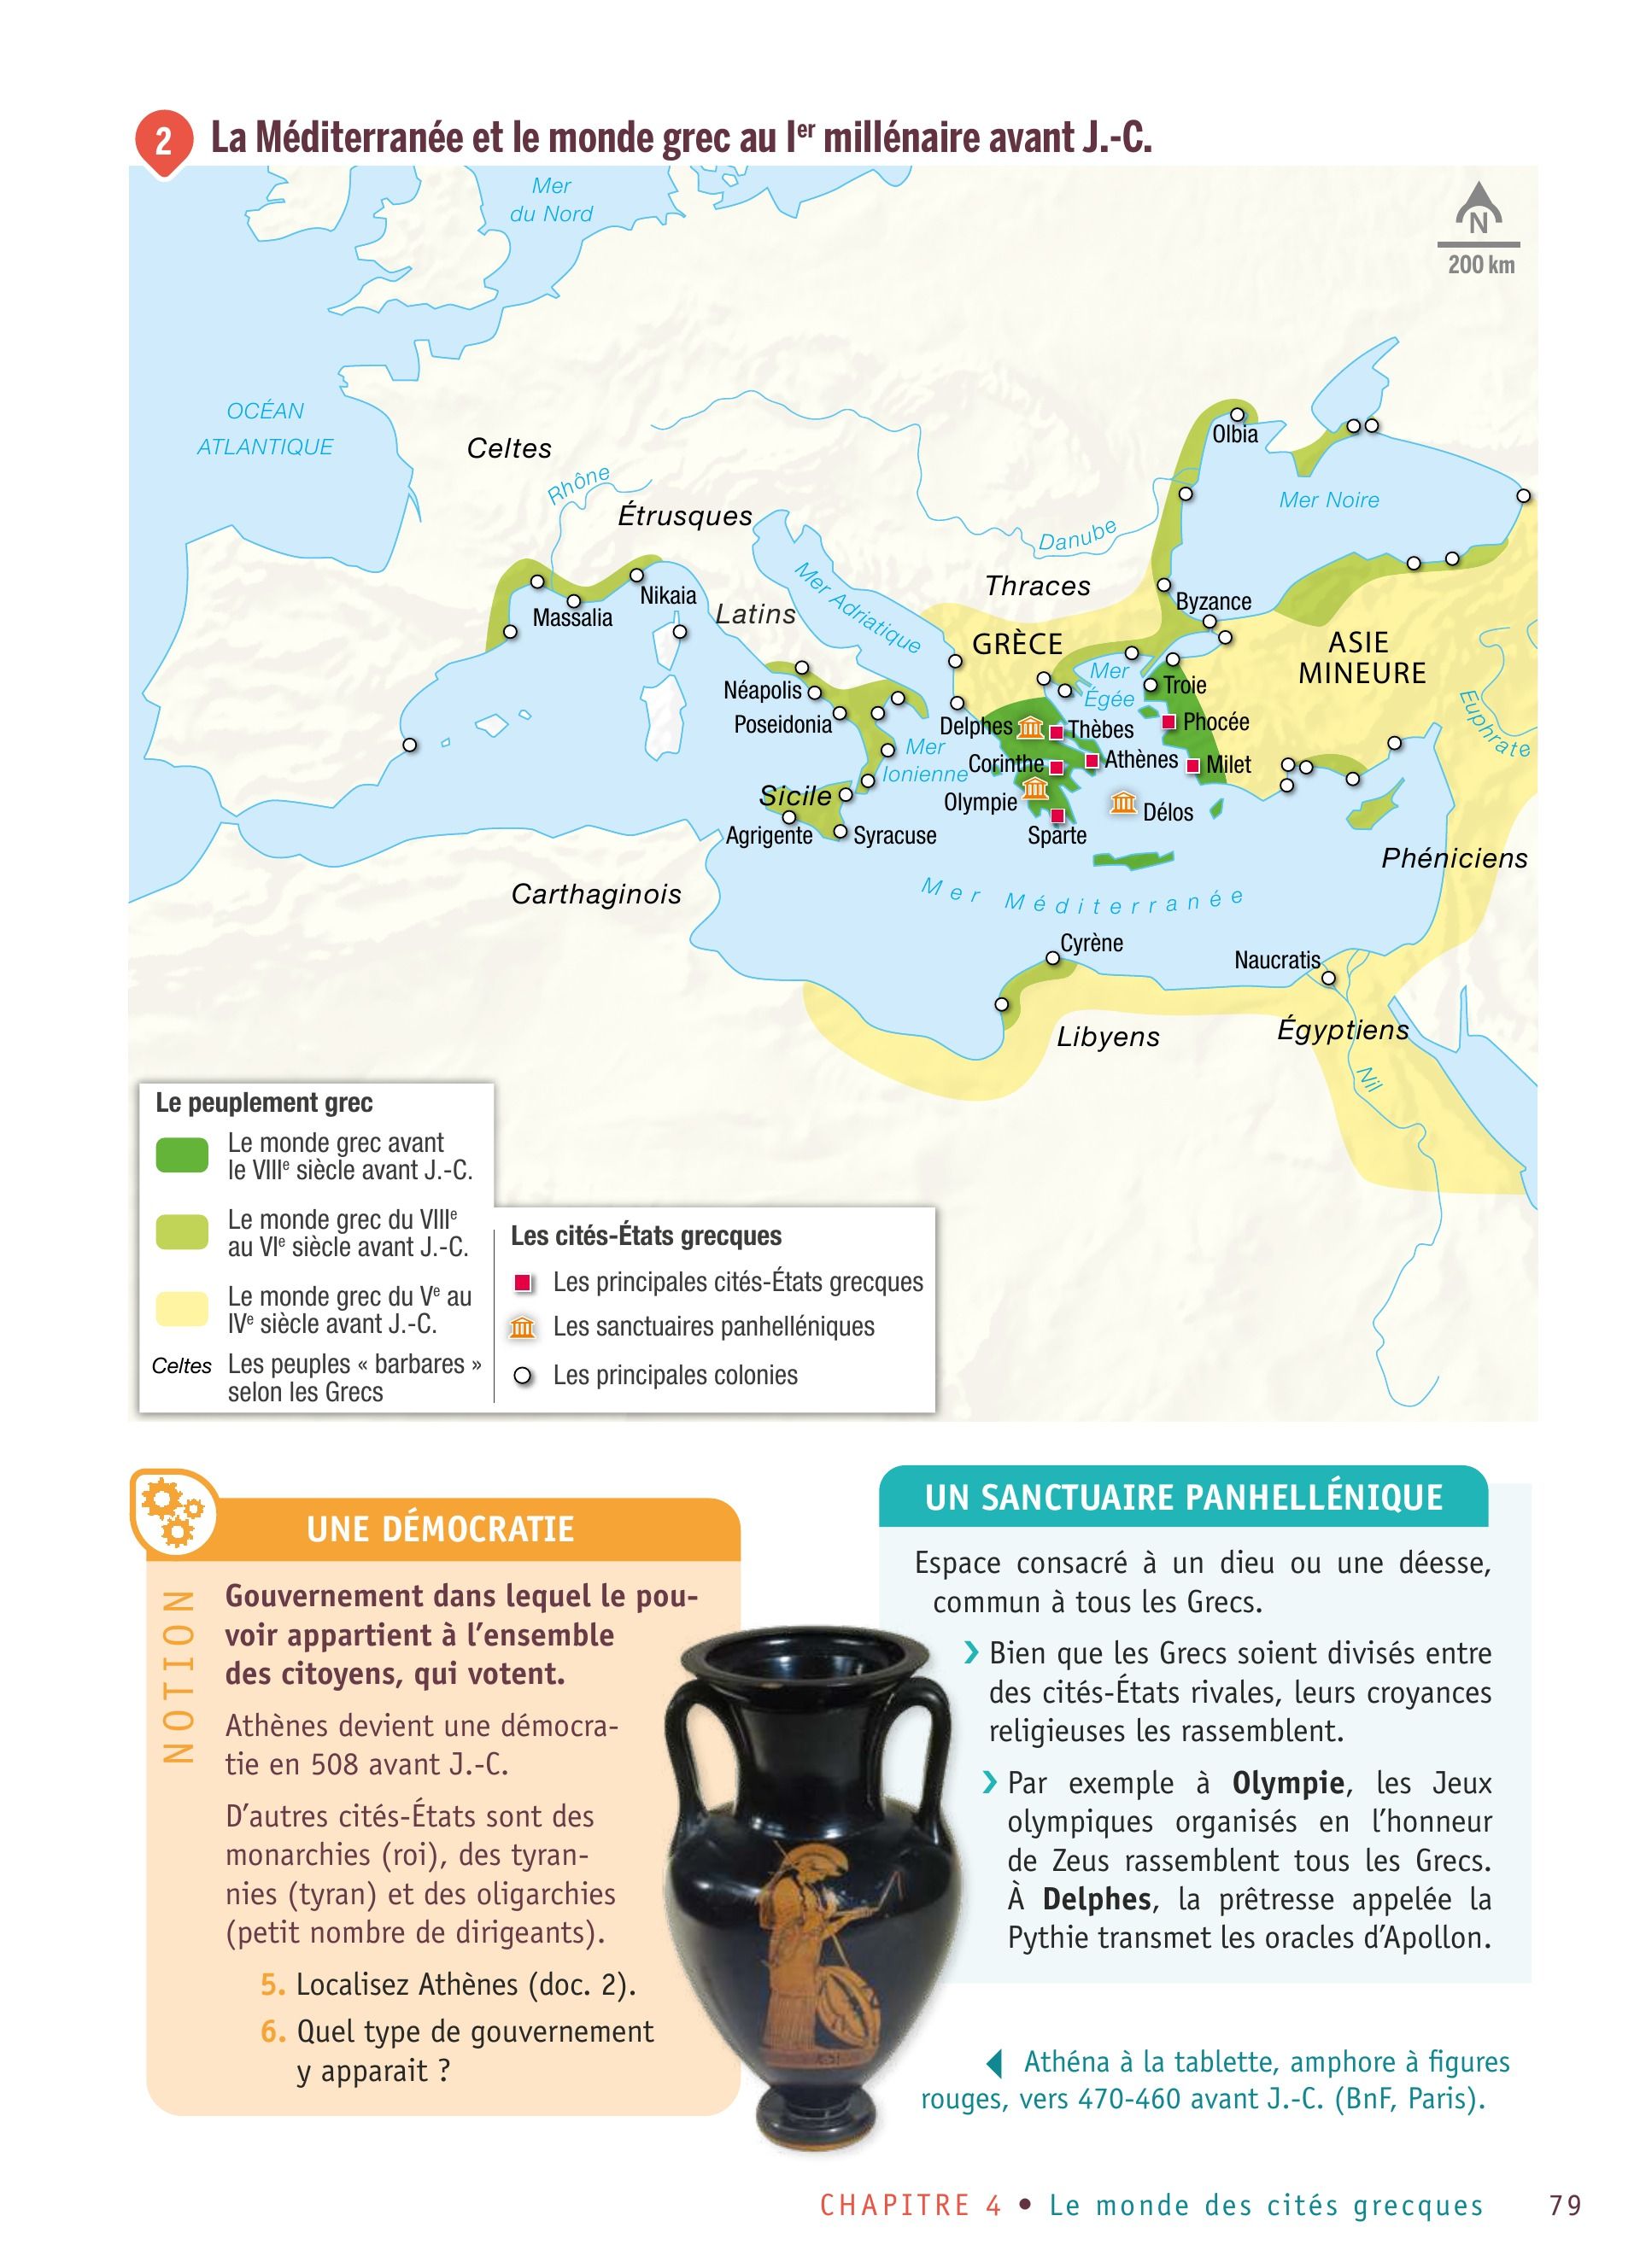 2
La Méditerranée et le monde grec au Ier millénaire avant J.-C.
Mer
du Nord
N
200 km
OCÉAN
ATLANTIQUE
Celtes
Rhône
Étrusques
Olbia
Mer Noire
Danube
Thraces
Mer Adriatique
Massalia
Nikaia
Latins
Byzance
GRÈCE
ASIE
MINEURE
Mer
Égée
Troie
Néapolis
Poseidonia
Delphes
Thèbes
Phocée
Euphrate
Mer
Ionienne
Corinthe
Athènes
Milet
Sicile
Olympie
Délos
Agrigente
Syracuse
Sparte
Phéniciens
Carthaginois
Mer Méditerranée
Cyrène
Naucratis
Libyens
Égyptiens
Nil
Le peuplement grec
Le monde grec avant
le VIIIe siècle avant J.-C.
Le monde grec du VIIIe
au VIe siècle avant J.-C.
Le monde grec du Ve au
IVe siècle avant J.-C.
Celtes Les peuples « barbares »
selon les Grecs
Les cités-États grecques
Les principales cités-États grecques
Les sanctuaires panhelléniques
Les principales colonies
NOTION
UNE DÉMOCRATIE
Gouvernement dans lequel le pou-
voir appartient à l’ensemble
des citoyens, qui votent.
Athènes devient une démocra-
tie en 508 avant J.-C.
D’autres cités-États sont des
monarchies (roi), des tyran-
nies (tyran) et des oligarchies
(petit nombre de dirigeants).
5. Localisez Athènes (doc. 2).
6. Quel type de gouvernement
y apparait ?
UN SANCTUAIRE PANHELLÉNIQUE
Espace consacré à un dieu ou une déesse,
commun à tous les Grecs.
› Bien que les Grecs soient divisés entre
des cités-États rivales, leurs croyances
religieuses les rassemblent.
› Par exemple à Olympie, les Jeux
olympiques organisés en l’honneur
de Zeus rassemblent tous les Grecs.
À Delphes, la prêtresse appelée la
Pythie transmet les oracles d’Apollon.
◀ Athéna à la tablette, amphore à figures
rouges, vers 470-460 avant J.-C. (BnF, Paris).
CHAPITRE 4 • Le monde des cités grecques 79